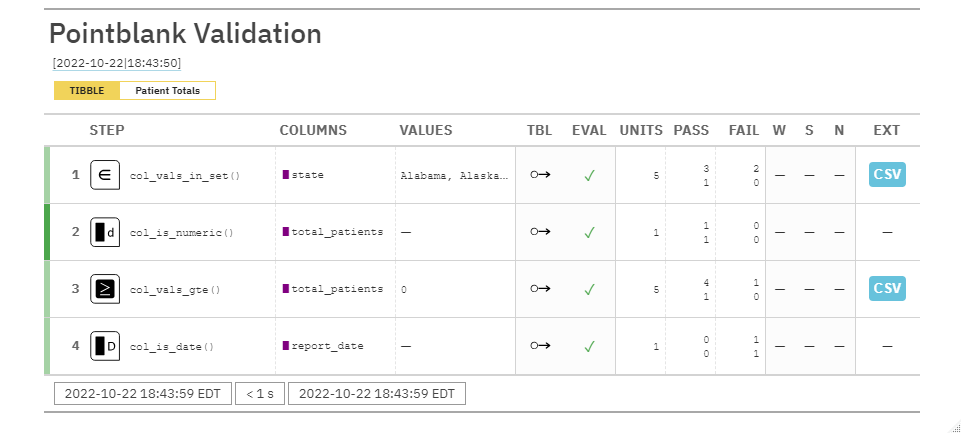 Pointblank Validation
[2022-10-22|18:43:50]
TIBBLE Patient Totals
STEP COLUMNS VALUES TBL EVAL UNITS PASS FAIL W S N EXT
1 ∈ col_vals_in_set() state Alabama, Alaska… ✓ 5 3 2 — — — CSV
1 0
2 d col_is_numeric() total_patients — ✓ 1 1 0 — — — —
1 0
3 ≥ col_vals_gte() total_patients 0 ✓ 5 4 1 — — — CSV
1 0
4 D col_is_date() report_date — ✓ 1 0 1 — — — —
0 1
2022-10-22 18:43:59 EDT < 1 s 2022-10-22 18:43:59 EDT